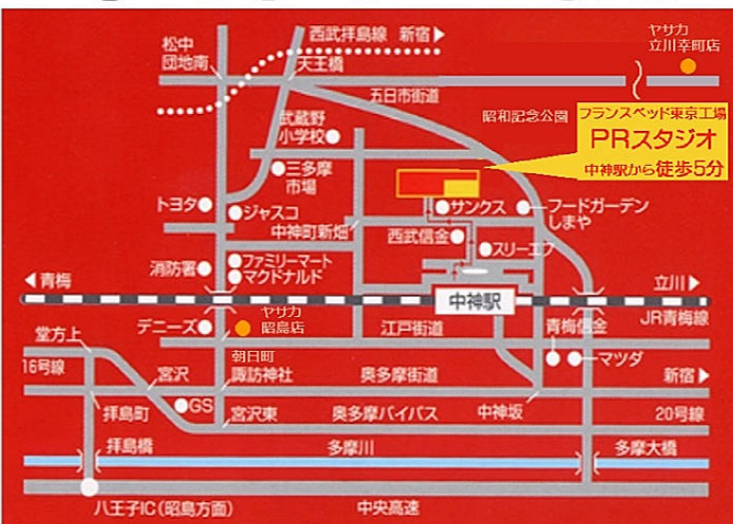 西武拝島線 新宿▶
ヤサカ
立川幸町店
松中
団地南
天王橋
五日市街道
昭和記念公園
フランスベッド東京工場
PRスタジオ
中神駅から徒歩5分
武蔵野
小学校
三多摩
市場
トヨタ
ジャスコ
サンクス
フードガーデン
しまや
中神町新畑
西武信金
スリーエフ
消防署
ファミリーマート
マクドナルド
◀青梅
立川▶
中神駅
JR青梅線
デニーズ
ヤサカ
昭島店
江戸街道
青梅信金
堂方上
朝日町
マツダ
16号線
宮沢
諏訪神社
奥多摩街道
新宿▶
拝島町
GS
宮沢東
奥多摩バイパス
中神坂
20号線
拝島橋
多摩川
多摩大橋
八王子IC(昭島方面)
中央高速